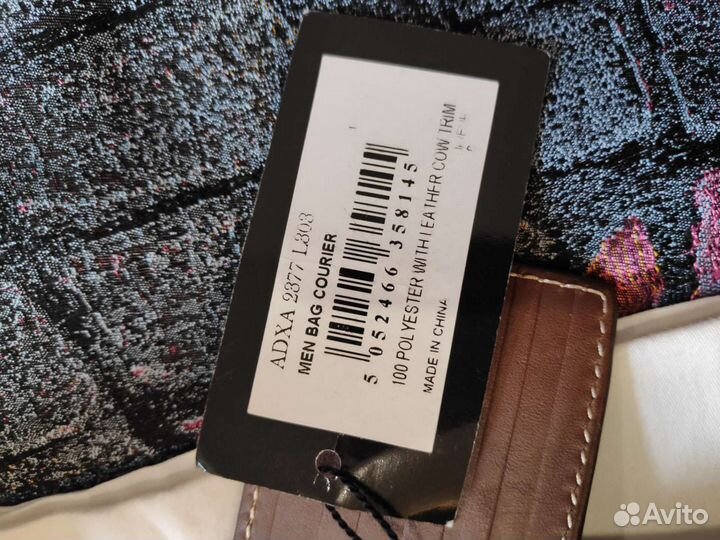 ADXA 2377 L303
MEN BAG COURIER
5 052466 358145
100 POLYESTER WITH LEATHER COW TRIM
MADE IN CHINA
Avito